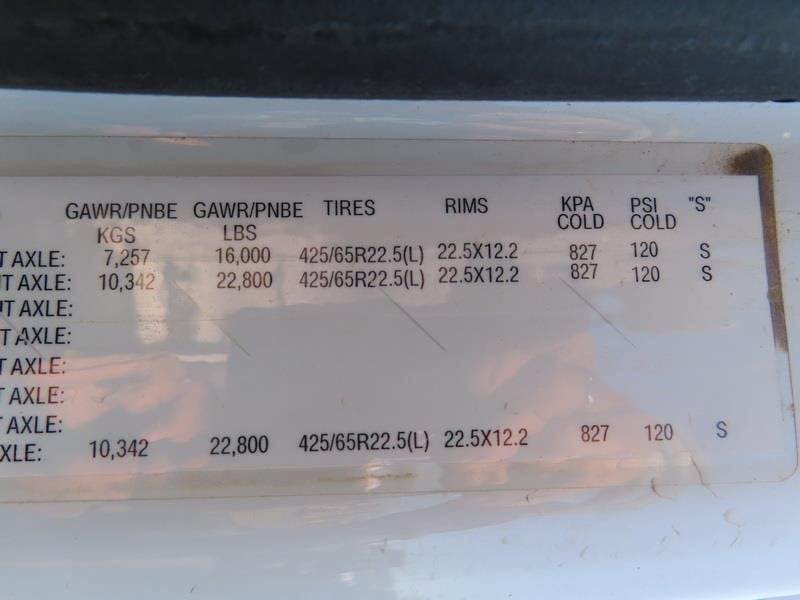 GAWR/PNBE GAWR/PNBE TIRES RIMS KPA PSI "S"
KGS LBS COLD COLD
T AXLE: 7,257 16,000 425/65R22.5(L) 22.5X12.2 827 120 S
T AXLE: 10,342 22,800 425/65R22.5(L) 22.5X12.2 827 120 S
T AXLE:
T AXLE:
T AXLE:
T AXLE:
T AXLE:
XLE: 10,342 22,800 425/65R22.5(L) 22.5X12.2 827 120 S